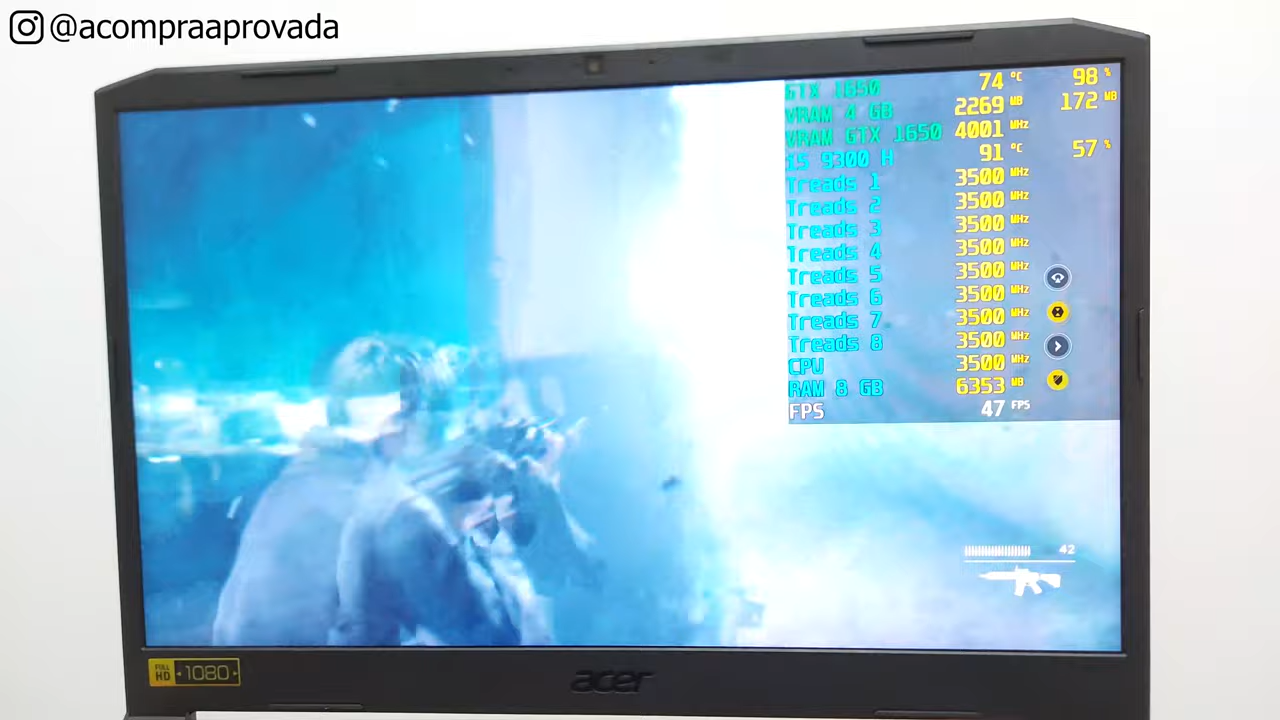 @acompraaprovada
GTX 1650 74 °C 98 %
VRAM 4 GB 2269 MB 172 MB
VRAM GTX 1650 4001 MHz
I5 9300 H 91 °C 57 %
Treads 1 3500 MHz
Treads 2 3500 MHz
Treads 3 3500 MHz
Treads 4 3500 MHz
Treads 5 3500 MHz
Treads 6 3500 MHz
Treads 7 3500 MHz
Treads 8 3500 MHz
CPU 3500 MHz
RAM 8 GB 6353 MB
FPS 47 FPS
42
FULL HD 1080
acer